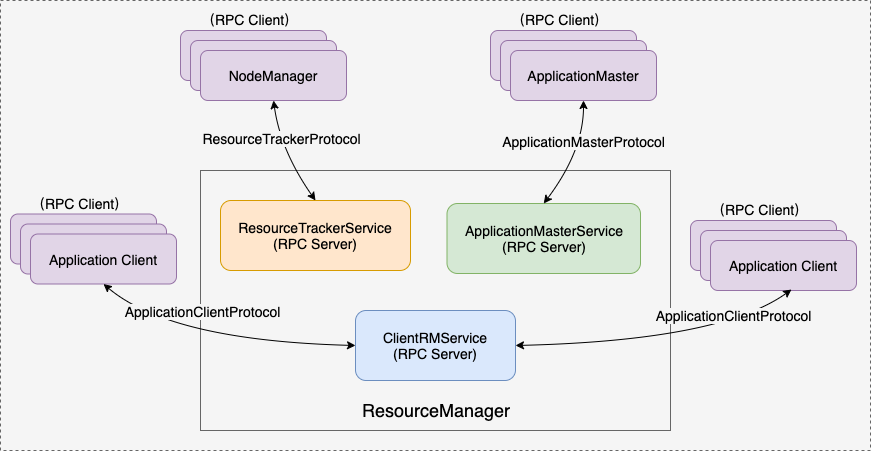 (RPC Client)
NodeManager
(RPC Client)
ApplicationMaster
ResourceTrackerProtocol
ApplicationMasterProtocol
(RPC Client)
Application Client
ResourceTrackerService
(RPC Server)
ApplicationMasterService
(RPC Server)
(RPC Client)
Application Client
ApplicationClientProtocol
ClientRMService
(RPC Server)
ApplicationClientProtocol
ResourceManager